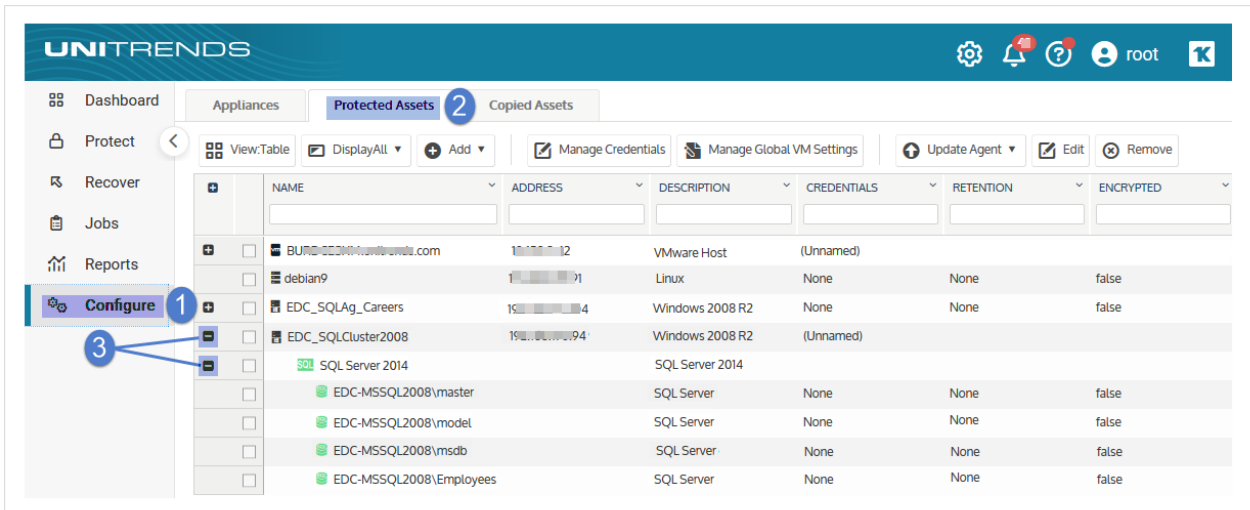 UNITRENDS
root
Dashboard
Protect
Recover
Jobs
Reports
Configure 1
3
Appliances Protected Assets 2 Copied Assets
View:Table DisplayAll Add Manage Credentials Manage Global VM Settings Update Agent Edit Remove
NAME ADDRESS DESCRIPTION CREDENTIALS RETENTION ENCRYPTED
.com VMware Host (Unnamed)
debian9 Linux None None false
EDC_SQLAg_Careers Windows 2008 R2 None None false
EDC_SQLCluster2008 Windows 2008 R2 (Unnamed)
SQL SQL Server 2014 SQL Server 2014
EDC-MSSQL2008\master SQL Server None None false
EDC-MSSQL2008\model SQL Server None None false
EDC-MSSQL2008\msdb SQL Server None None false
EDC-MSSQL2008\Employees SQL Server None None false